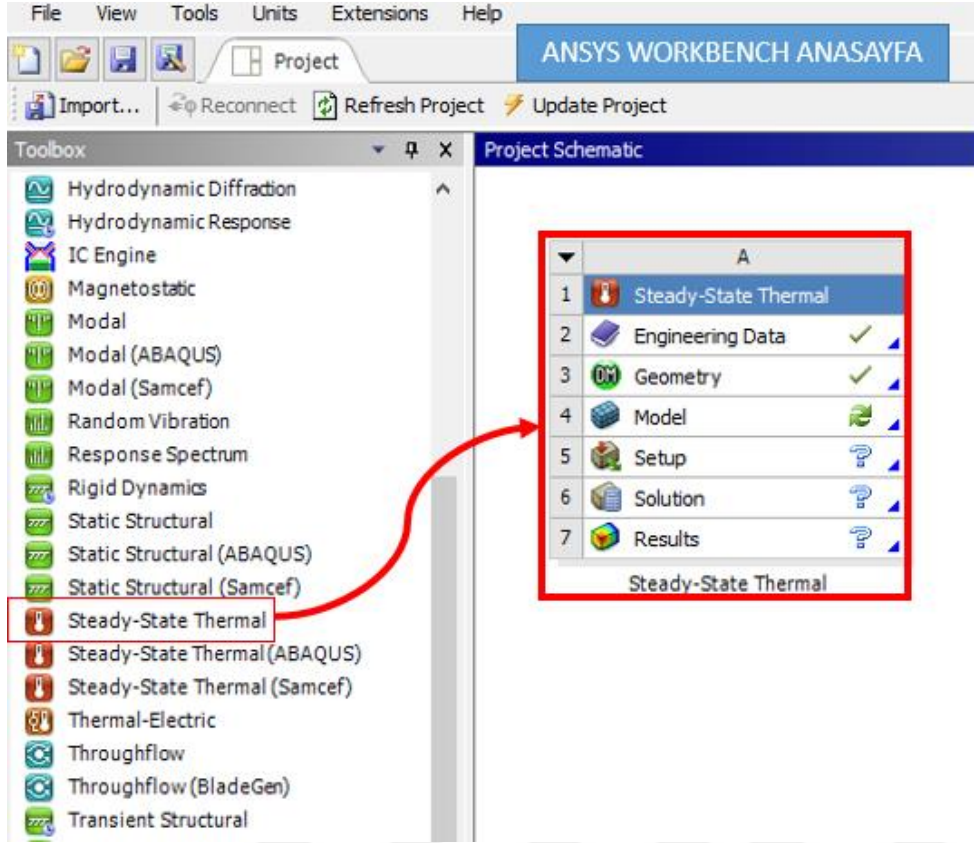 File View Tools Units Extensions Help
ANSYS WORKBENCH ANASAYFA
Project
Import... Reconnect Refresh Project Update Project
Toolbox
Hydrodynamic Diffraction
Hydrodynamic Response
IC Engine
Magnetostatic
Modal
Modal (ABAQUS)
Modal (Samcef)
Random Vibration
Response Spectrum
Rigid Dynamics
Static Structural
Static Structural (ABAQUS)
Static Structural (Samcef)
Steady-State Thermal
Steady-State Thermal (ABAQUS)
Steady-State Thermal (Samcef)
Thermal-Electric
Throughflow
Throughflow (BladeGen)
Transient Structural
Project Schematic
A
1 Steady-State Thermal
2 Engineering Data
3 Geometry
4 Model
5 Setup
6 Solution
7 Results
Steady-State Thermal